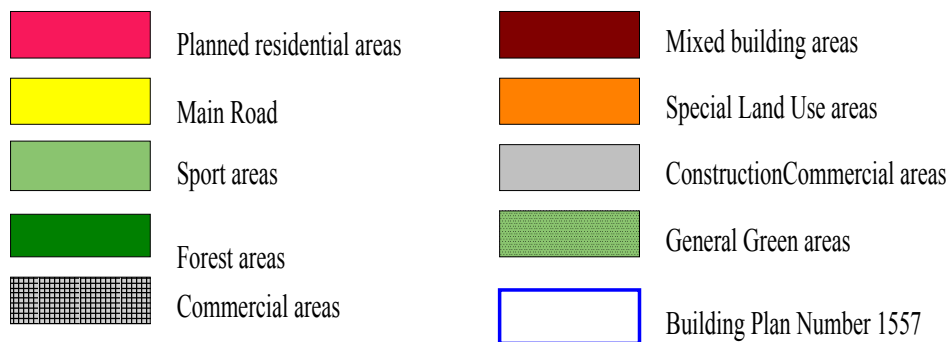 Planned residential areas
Main Road
Sport areas
Forest areas
Commercial areas
Mixed building areas
Special Land Use areas
ConstructionCommercial areas
General Green areas
Building Plan Number 1557